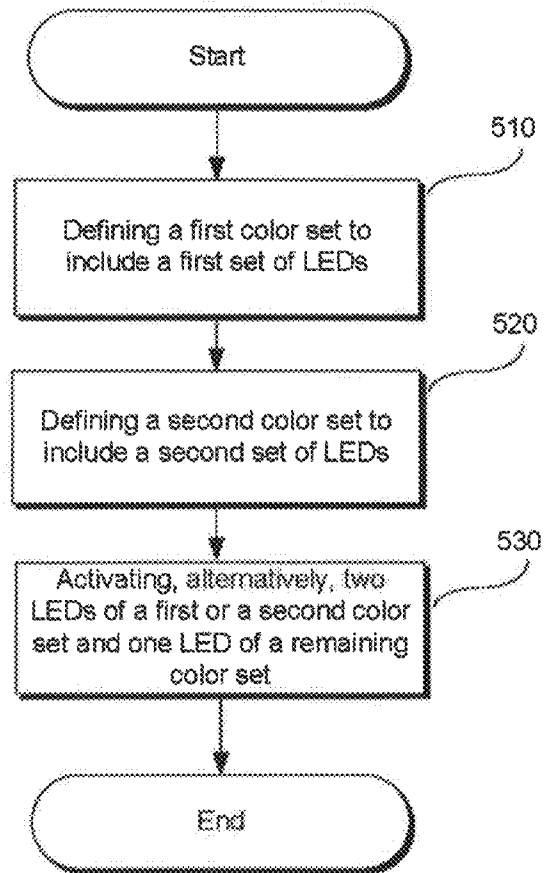 Start
510
Defining a first color set to
include a first set of LEDs
520
Defining a second color set to
include a second set of LEDs
530
Activating, alternatively, two
LEDs of a first or a second color
set and one LED of a remaining
color set
End